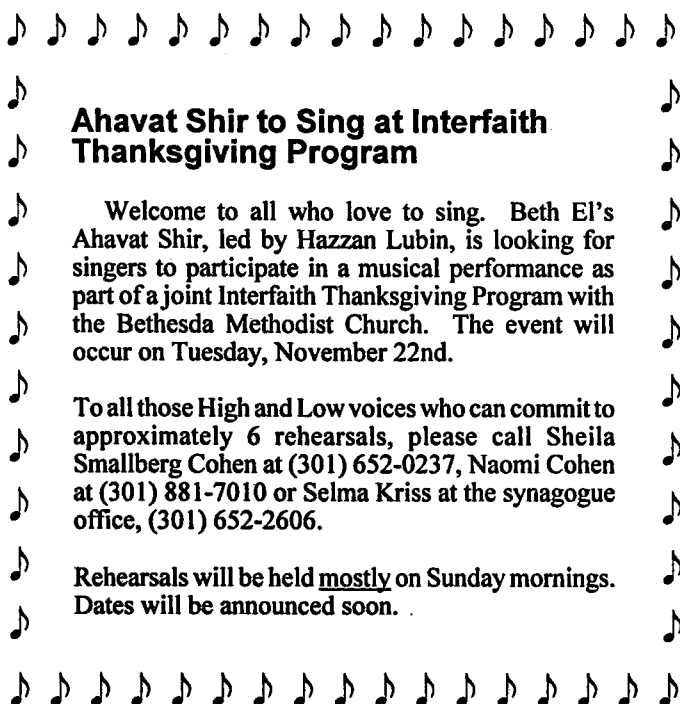 Ahavat Shir to Sing at Interfaith
Thanksgiving Program
Welcome to all who love to sing. Beth El's
Ahavat Shir, led by Hazzan Lubin, is looking for
singers to participate in a musical performance as
part of a joint Interfaith Thanksgiving Program with
the Bethesda Methodist Church. The event will
occur on Tuesday, November 22nd.
To all those High and Low voices who can commit to
approximately 6 rehearsals, please call Sheila
Smallberg Cohen at (301) 652-0237, Naomi Cohen
at (301) 881-7010 or Selma Kriss at the synagogue
office, (301) 652-2606.
Rehearsals will be held mostly on Sunday mornings.
Dates will be announced soon.